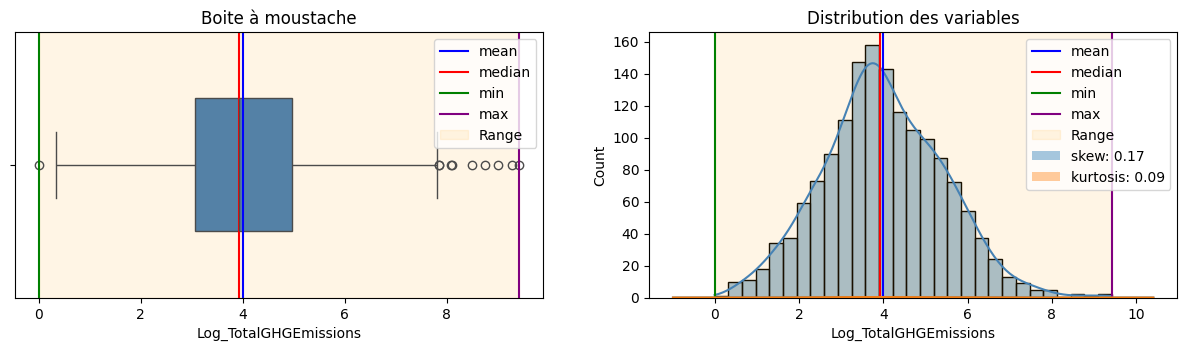 Boite à moustache
mean
median
min
max
Range
0
2
4
6
8
Log_TotalGHGEmissions
Distribution des variables
160
140
120
100
80
60
40
20
0
Count
mean
median
min
max
Range
skew: 0.17
kurtosis: 0.09
0
2
4
6
8
10
Log_TotalGHGEmissions